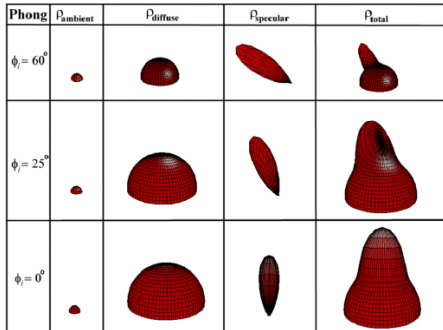 Phong ρambient ρdiffuse ρspecular ρtotal
ϕi = 60°
ϕi = 25°
ϕi = 0°